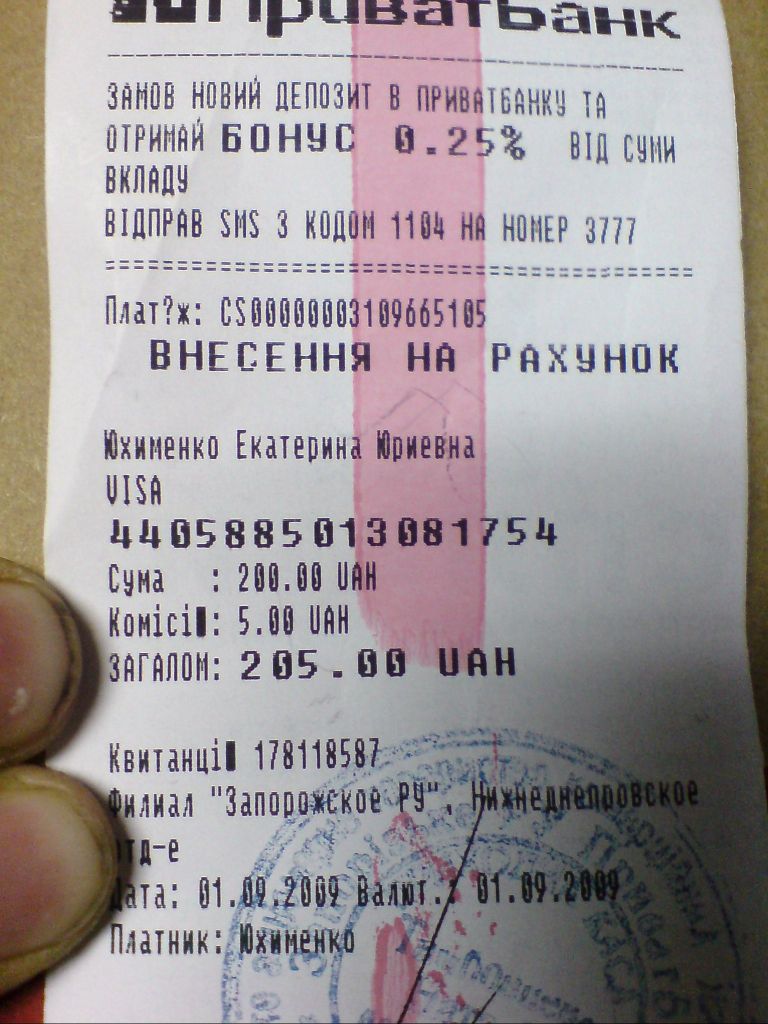 ПриватБанк
ЗАМОВ НОВИЙ ДЕПОЗИТ В ПРИВАТБАНКУ ТА
ОТРИМАЙ БОНУС 0.25% ВІД СУМИ
ВКЛАДУ
ВІДПРАВ SMS З КОДОМ 1104 НА НОМЕР 3777
Плат?ж: CS00000003109665105
ВНЕСЕННЯ НА РАХУНОК
Юхименко Екатерина Юриевна
VISA
4405885013081754
Сума : 200.00 UAH
Комісі█: 5.00 UAH
ЗАГАЛОМ: 205.00 UAH
Квитанці█ 178118587
Филиал "Запорожское РУ", Нижнеднепровское
отд-е
Дата: 01.09.2009 Валют.: 01.09.2009
Платник: Юхименко